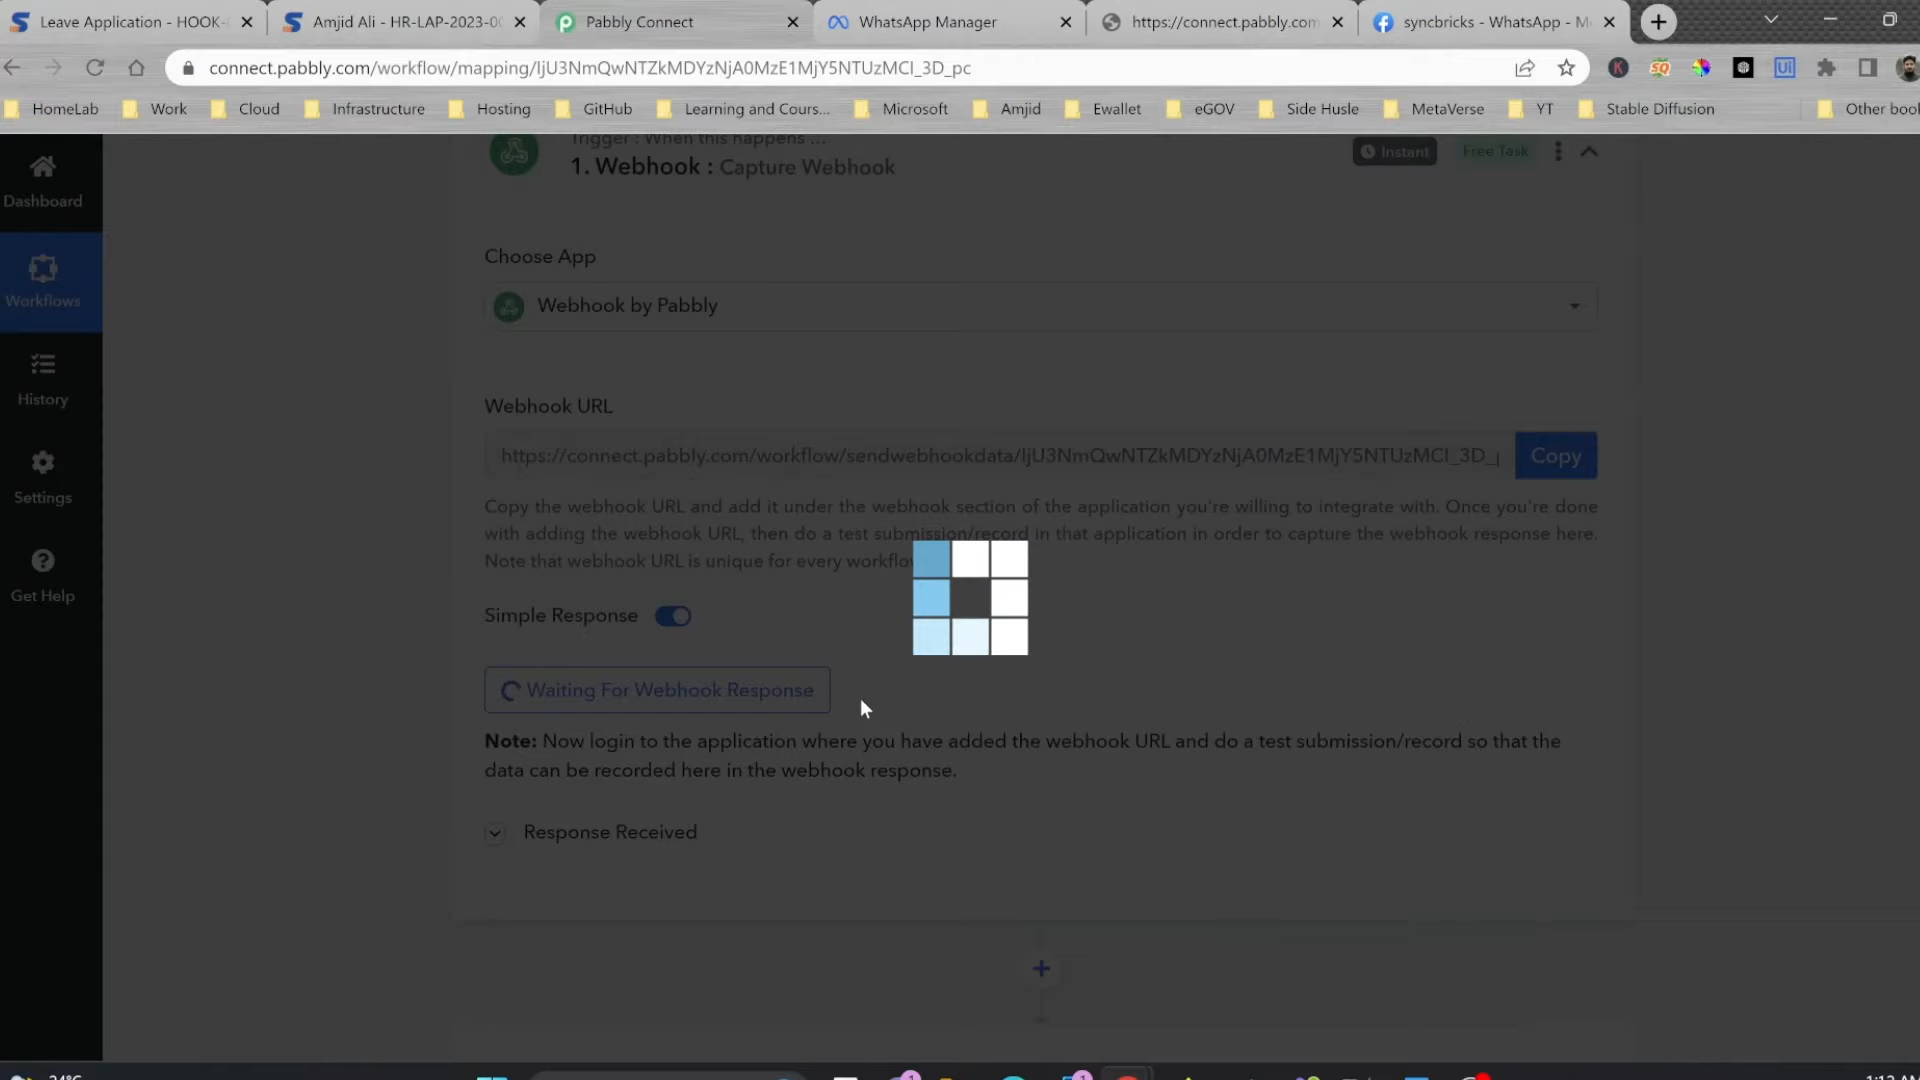 Leave Application - HOOK-
Amjid Ali - HR-LAP-2023-00
Pabbly Connect
WhatsApp Manager
https://connect.pabbly.com
syncbricks - WhatsApp - M
connect.pabbly.com/workflow/mapping/IjU3NmQwNTZkMDYzNjA0MzE1MjY5NTUzMCI_3D_pc
HomeLab
Work
Cloud
Infrastructure
Hosting
GitHub
Learning and Cours...
Microsoft
Amjid
Ewallet
eGOV
Side Husle
MetaVerse
YT
Stable Diffusion
Other boo
Dashboard
Workflows
History
Settings
Get Help
Trigger : When this happens ...
1. Webhook : Capture Webhook
Instant
Free Task
Choose App
Webhook by Pabbly
Webhook URL
https://connect.pabbly.com/workflow/sendwebhookdata/IjU3NmQwNTZkMDYzNjA0MzE1MjY5NTUzMCI_3D_
Copy
Copy the webhook URL and add it under the webhook section of the application you're willing to integrate with. Once you're done
with adding the webhook URL, then do a test submission/record in that application in order to capture the webhook response here.
Note that webhook URL is unique for every workflo
Simple Response
Waiting For Webhook Response
Note: Now login to the application where you have added the webhook URL and do a test submission/record so that the
data can be recorded here in the webhook response.
Response Received